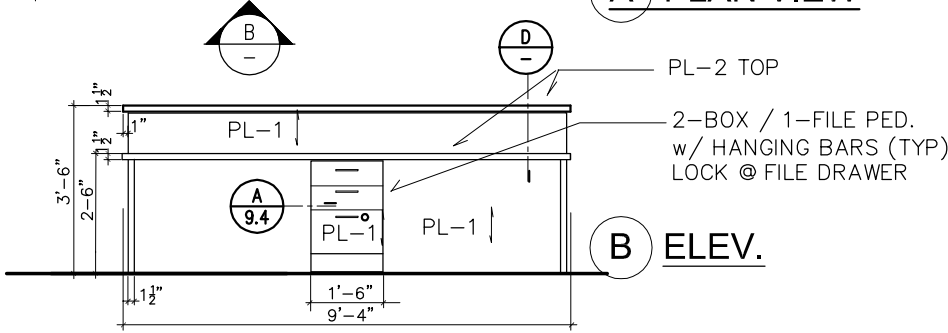 B
–
D
–
PL-2 TOP
1½"
1"
PL-1
2-BOX / 1-FILE PED.
w/ HANGING BARS (TYP)
LOCK @ FILE DRAWER
1½"
3'-6"
2-6"
A
9.4
PL-1
PL-1
B ELEV.
1½"
1'-6"
9'-4"